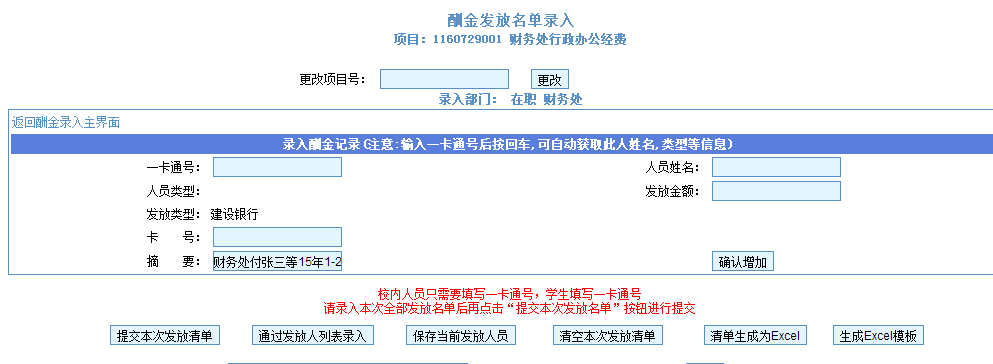 酬金发放名单录入
项目：1160729001 财务处行政办公经费
更改项目号： 更改
录入部门： 在职 财务处
返回酬金录入主界面
录入酬金记录(注意:输入一卡通号后按回车,可自动获取此人姓名,类型等信息)
一卡通号： 人员姓名：
人员类型： 发放金额：
发放类型：建设银行
卡 号：
摘 要：财务处付张三等15年1-2 确认增加
校内人员只需要填写一卡通号，学生填写一卡通号
请录入本次全部发放名单后再点击“提交本次发放名单”按钮进行提交
提交本次发放清单 通过发放人列表录入 保存当前发放人员 清空本次发放清单 清单生成为Excel 生成Excel模板